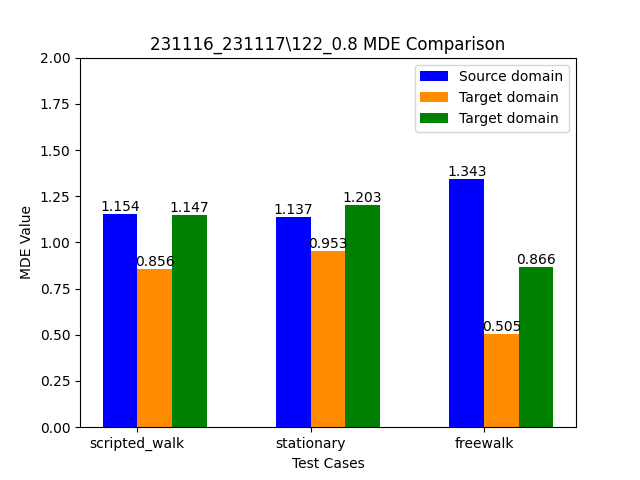 231116_231117\122_0.8 MDE Comparison
2.00
1.75
1.50
1.25
1.00
0.75
0.50
0.25
0.00
MDE Value
Source domain
Target domain
Target domain
1.154
0.856
1.147
1.137
0.953
1.203
1.343
0.505
0.866
scripted_walk
stationary
freewalk
Test Cases